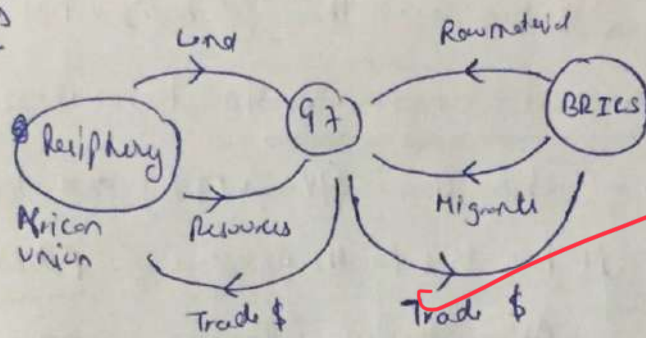 Land
Raw material
G7
BRICS
Periphery
Migrants
African
union
Resources
Trade $
Trade $